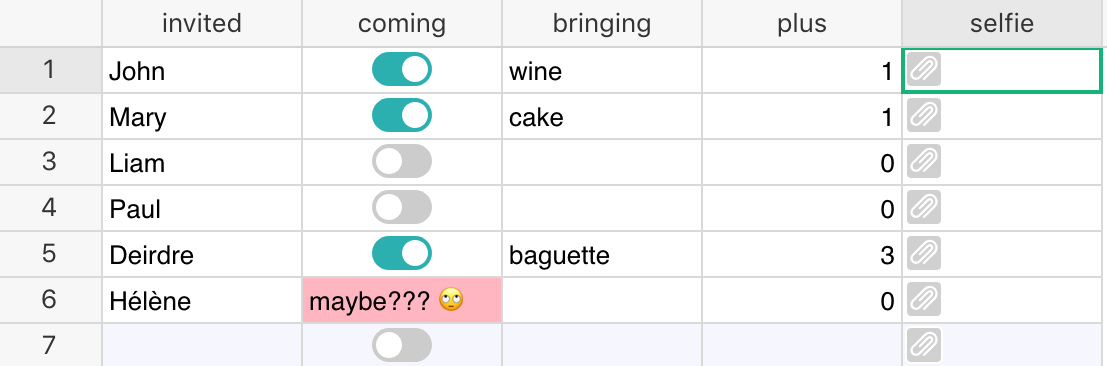 invited coming bringing plus selfie
1 John wine 1
2 Mary cake 1
3 Liam 0
4 Paul 0
5 Deirdre baguette 3
6 Hélène maybe??? 🙄 0
7